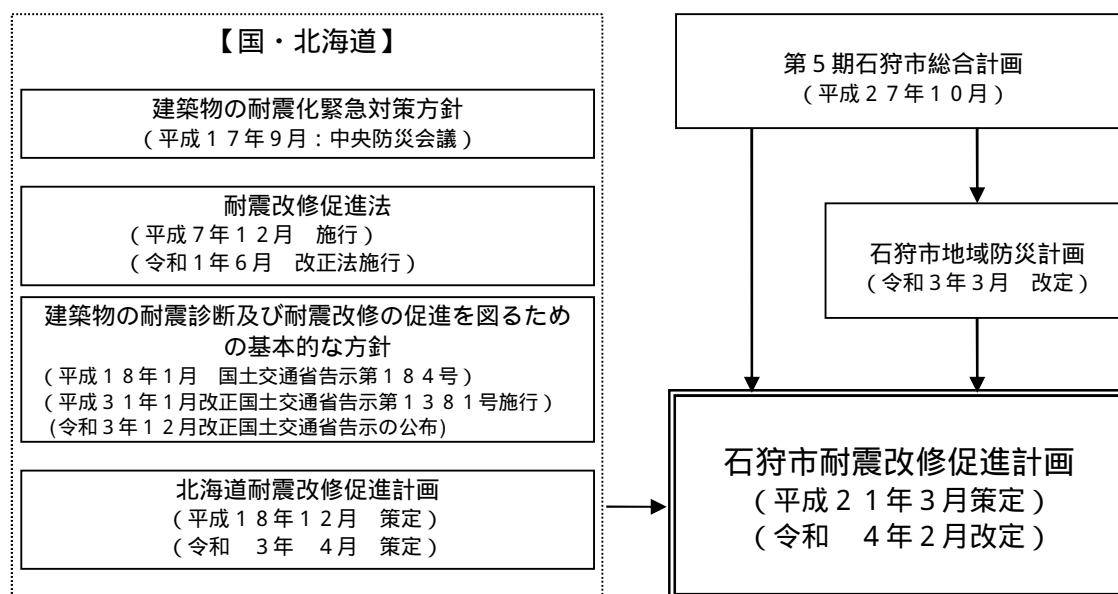 【国・北海道】
建築物の耐震化緊急対策方針
（平成１７年９月：中央防災会議）
耐震改修促進法
（平成７年１２月　施行）
（令和１年６月　改正法施行）
建築物の耐震診断及び耐震改修の促進を図るため
の基本的な方針
（平成１８年１月　国土交通省告示第１８４号）
（平成３１年１月改正国土交通省告示第１３８１号施行）
(令和３年１２月改正国土交通省告示の公布)
北海道耐震改修促進計画
（平成１８年１２月　策定）
（令和　３年　４月　策定）
第５期石狩市総合計画
（平成２７年１０月）
石狩市地域防災計画
（令和３年３月　改定）
石狩市耐震改修促進計画
（平成２１年３月策定）
（令和　４年２月改定）